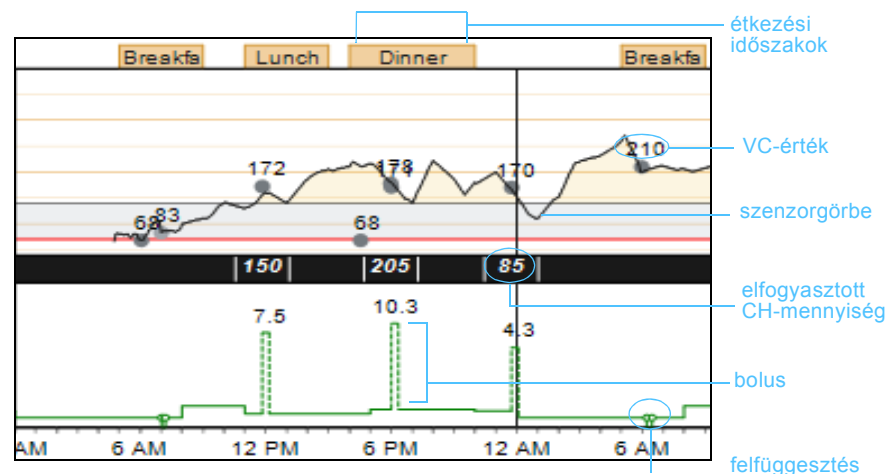 étkezési
időszakok
Breakfa Lunch Dinner Breakfa
VC-érték
172 170 210
szenzorgörbe
83
68
150 205 85
elfogyasztott
CH-mennyiség
7.5 10.3 4.3
bolus
AM 6 AM 12 PM 6 PM 12 AM 6 AM
felfüggesztés